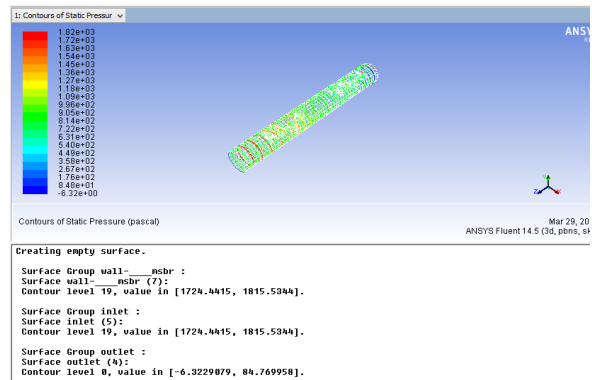 1: Contours of Static Pressur
1.82e+03
1.72e+03
1.63e+03
1.54e+03
1.45e+03
1.36e+03
1.27e+03
1.18e+03
1.09e+03
9.96e+02
9.05e+02
8.14e+02
7.22e+02
6.31e+02
5.40e+02
4.49e+02
3.58e+02
2.67e+02
1.76e+02
8.48e+01
-6.32e+00
ANSY
Y
Z X
Contours of Static Pressure (pascal)
Mar 29, 20
ANSYS Fluent 14.5 (3d, pbns, sk
Creating empty surface.
Surface Group wall-____msbr :
Surface wall-____msbr (7):
Contour level 19, value in [1724.4415, 1815.5344].
Surface Group inlet :
Surface inlet (5):
Contour level 19, value in [1724.4415, 1815.5344].
Surface Group outlet :
Surface outlet (4):
Contour level 0, value in [-6.3229079, 84.769958].